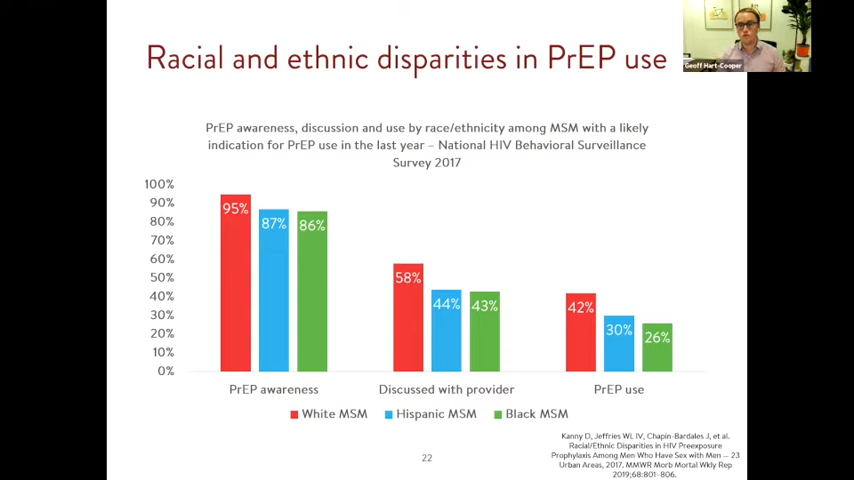 Racial and ethnic disparities in PrEP use
Geoff Hart-Cooper
PrEP awareness, discussion and use by race/ethnicity among MSM with a likely
indication for PrEP use in the last year – National HIV Behavioral Surveillance
Survey 2017
100%
90%
80%
70%
60%
50%
40%
30%
20%
10%
0%
95%
87%
86%
58%
44%
43%
42%
30%
26%
PrEP awareness
Discussed with provider
PrEP use
White MSM
Hispanic MSM
Black MSM
Kanny D, Jeffries WL IV, Chapin-Bardales J, et al.
Racial/Ethnic Disparities in HIV Preexposure
Prophylaxis Among Men Who Have Sex with Men — 23
Urban Areas, 2017. MMWR Morb Mortal Wkly Rep
2019;68:801–806.
22